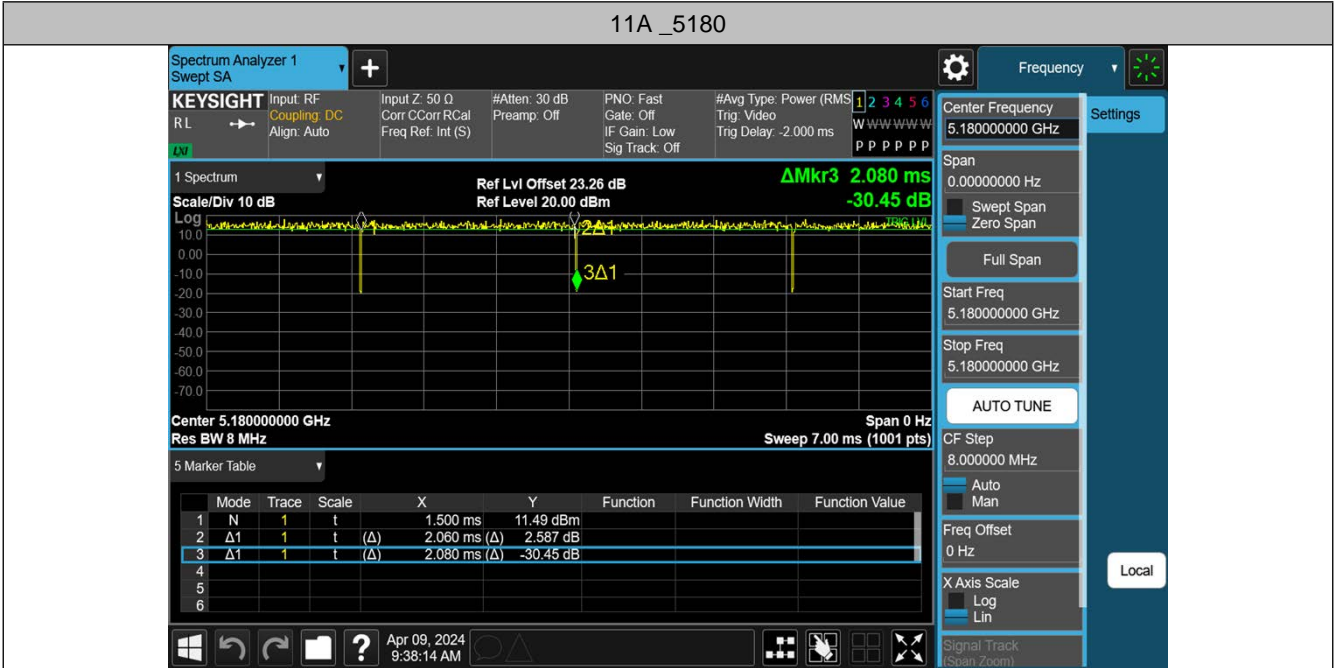 11A _5180
Spectrum Analyzer 1
Swept SA
Frequency
KEYSIGHT
RL
LXI
Input: RF
Coupling: DC
Align: Auto
Input Z: 50 Ω
Corr CCorr RCal
Freq Ref: Int (S)
#Atten: 30 dB
Preamp: Off
PNO: Fast
Gate: Off
IF Gain: Low
Sig Track: Off
#Avg Type: Power (RMS
Trig: Video
Trig Delay: -2.000 ms
1 2 3 4 5 6
W W W W W W
P P P P P P
1 Spectrum
Scale/Div 10 dB
Ref Lvl Offset 23.26 dB
Ref Level 20.00 dBm
ΔMkr3 2.080 ms
-30.45 dB
Log
TRIG LVL
10.0
0.00
-10.0
-20.0
-30.0
-40.0
-50.0
-60.0
-70.0
1
2Δ1
3Δ1
Center 5.180000000 GHz
Span 0 Hz
Res BW 8 MHz
Sweep 7.00 ms (1001 pts)
5 Marker Table
Mode Trace Scale X Y Function Function Width Function Value
1 N 1 t 1.500 ms 11.49 dBm
2 Δ1 1 t (Δ) 2.060 ms (Δ) 2.587 dB
3 Δ1 1 t (Δ) 2.080 ms (Δ) -30.45 dB
4
5
6
Apr 09, 2024
9:38:14 AM
Center Frequency
5.180000000 GHz
Settings
Span
0.00000000 Hz
Swept Span
Zero Span
Full Span
Start Freq
5.180000000 GHz
Stop Freq
5.180000000 GHz
AUTO TUNE
CF Step
8.000000 MHz
Auto
Man
Freq Offset
0 Hz
X Axis Scale
Log
Lin
Local
Signal Track
(Span Zoom)